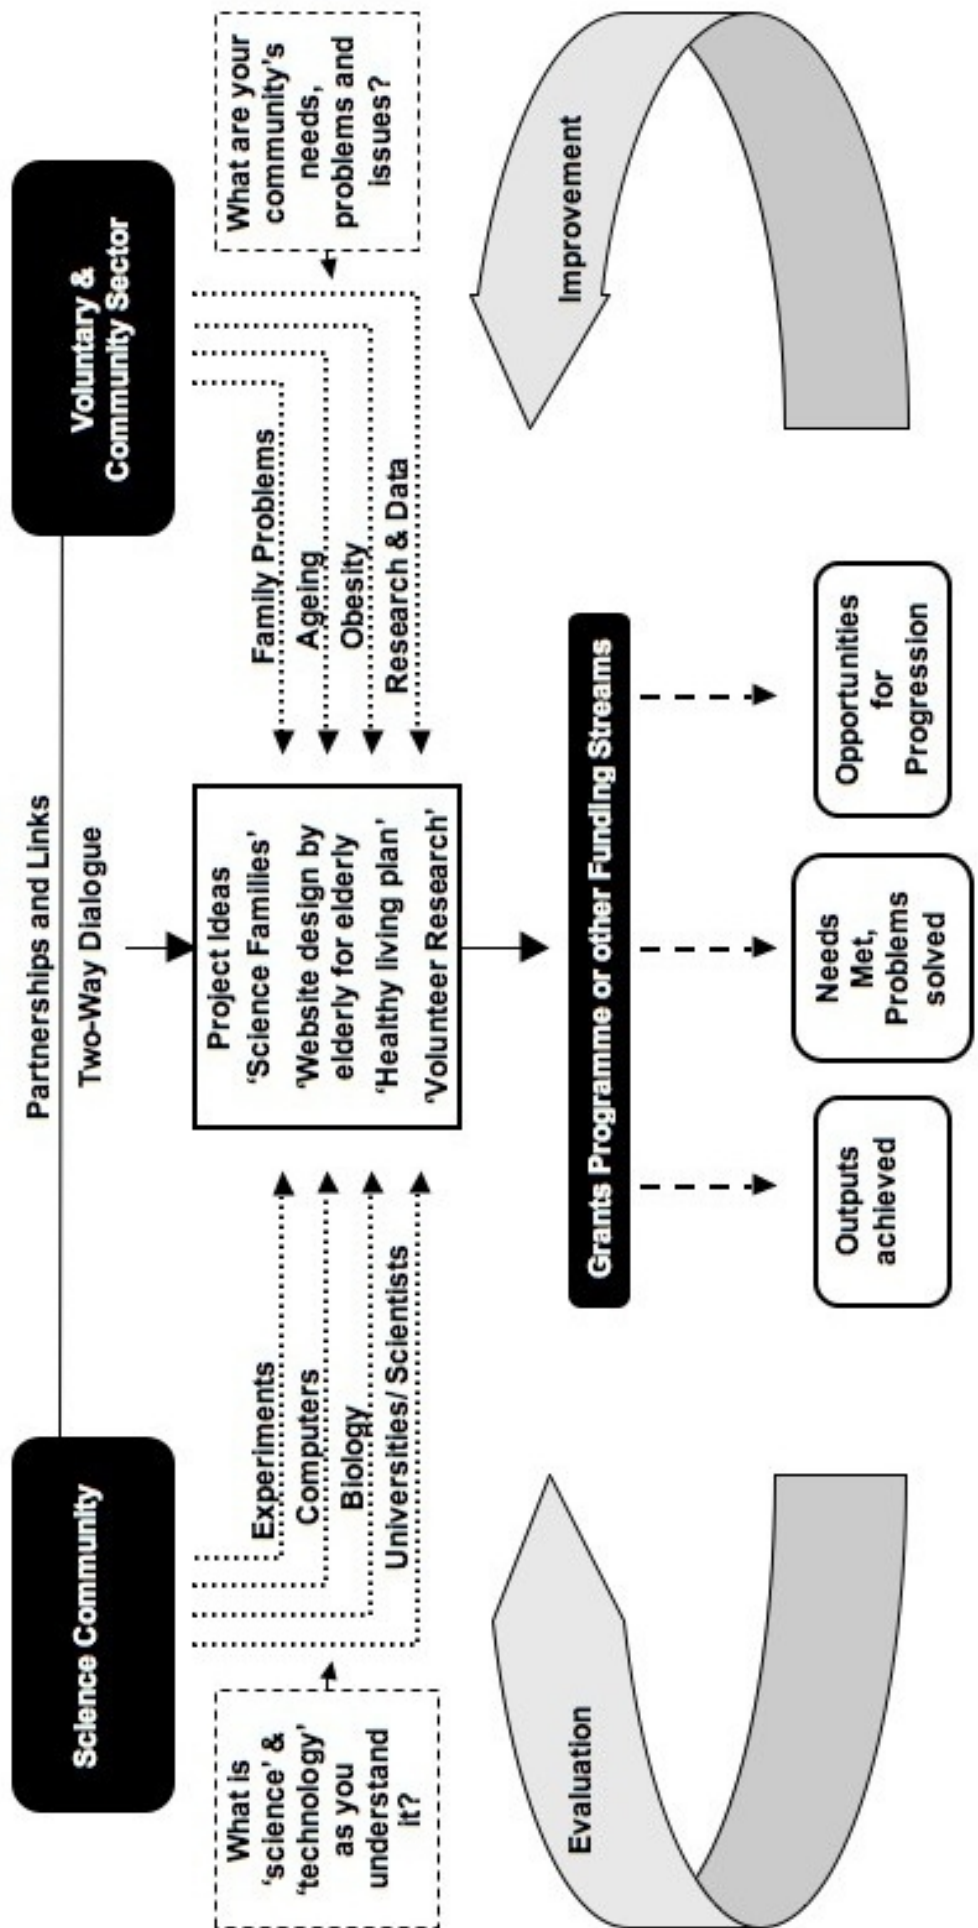 Science Community
Partnerships and Links
Two-Way Dialogue
Voluntary &
Community Sector
What is
‘science’ &
‘technology’
as you
understand
it?
Experiments
Computers
Biology
Universities/ Scientists
Project Ideas
‘Science Families’
‘Website design by
elderly for elderly
‘Healthy living plan’
‘Volunteer Research’
Family Problems
Ageing
Obesity
Research & Data
What are your
community’s
needs,
problems and
issues?
Evaluation
Grants Programme or other Funding Streams
Improvement
Outputs
achieved
Needs
Met,
Problems
solved
Opportunities
for
Progression